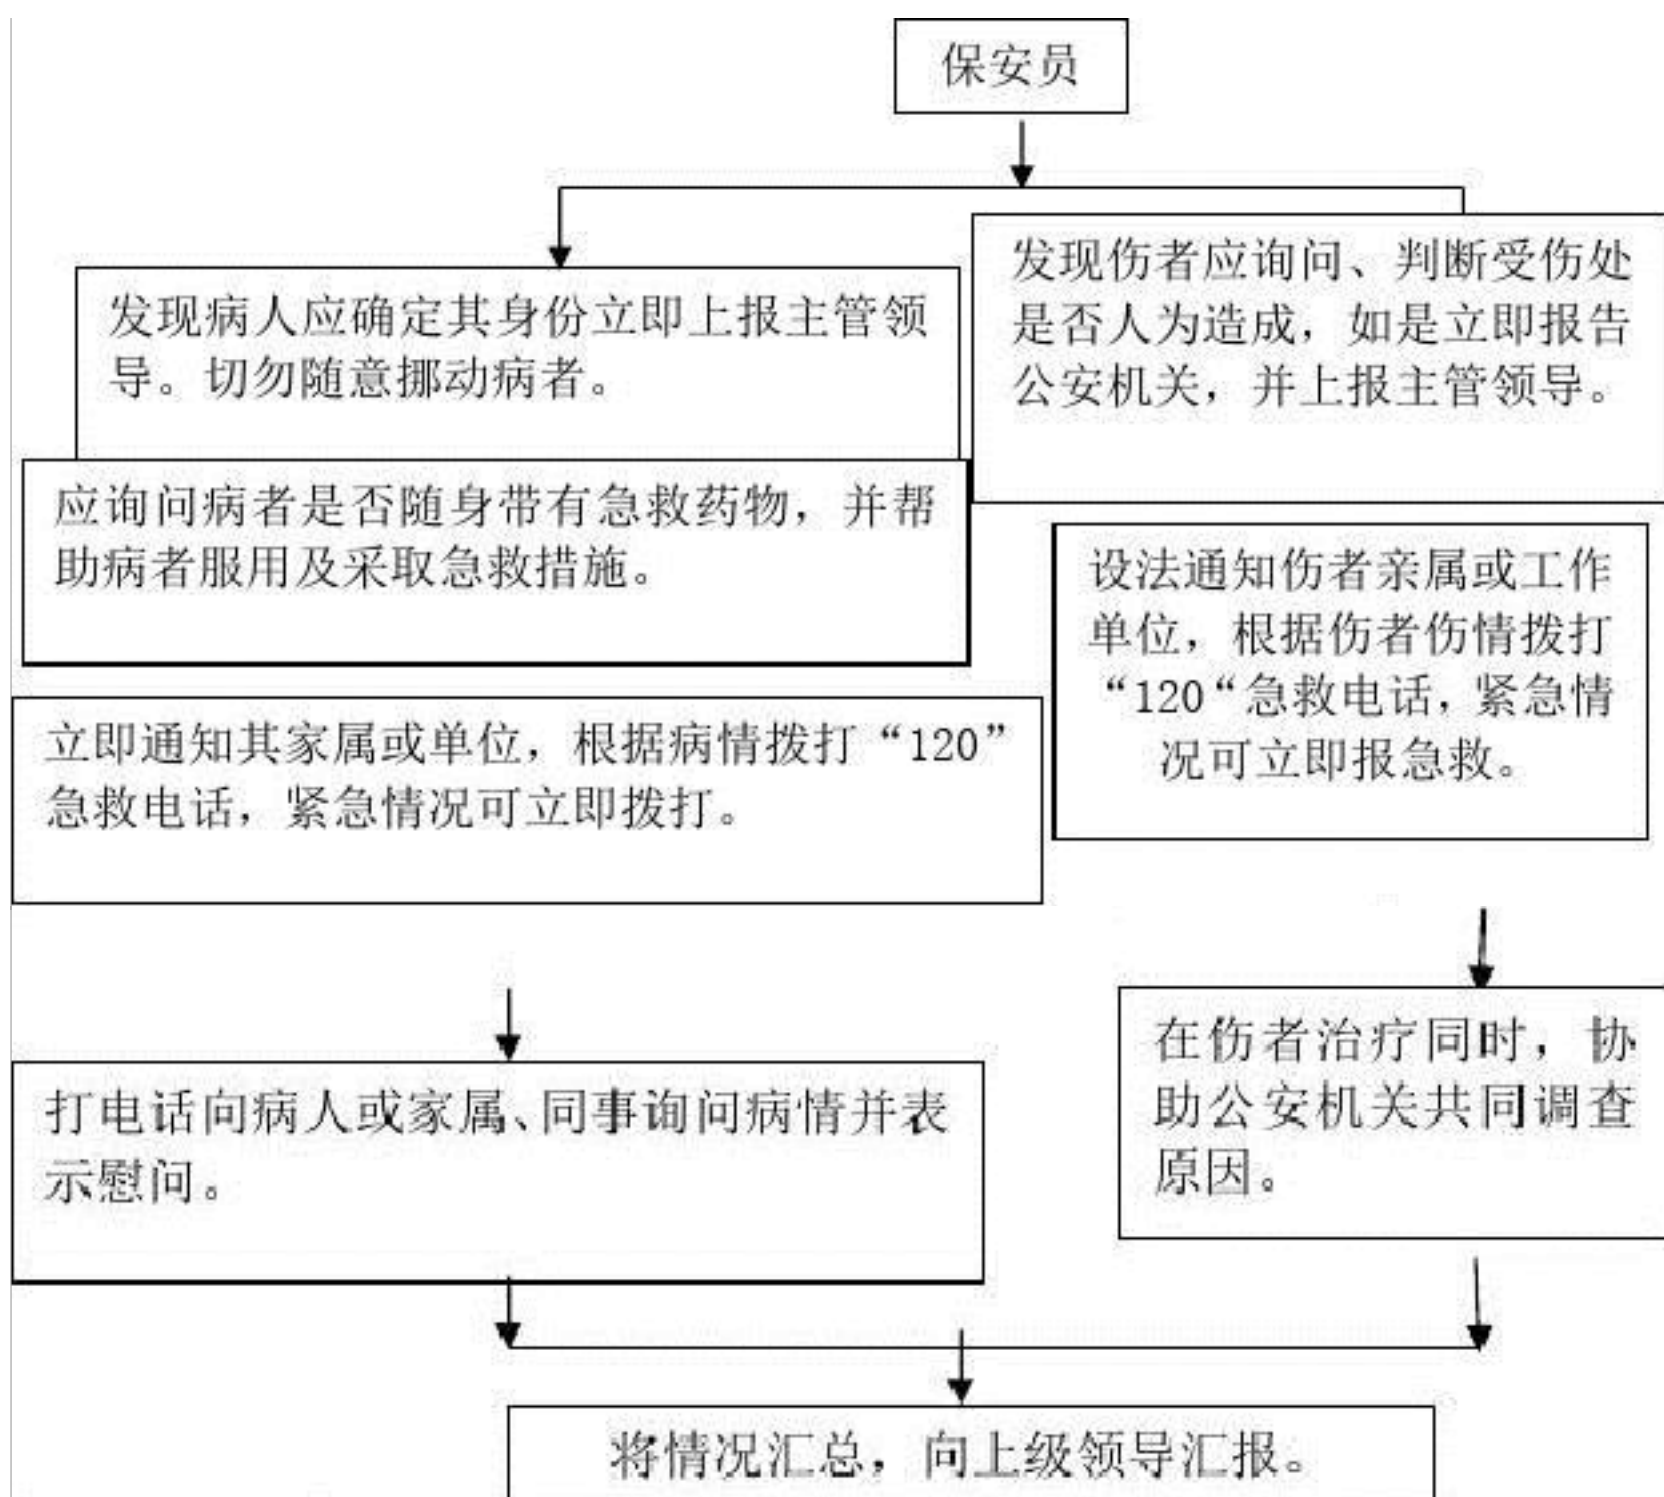 保安员
发现病人应确定其身份立即上报主管领
导。切勿随意挪动病者。
应询问病者是否随身带有急救药物，并帮
助病者服用及采取急救措施。
立即通知其家属或单位，根据病情拨打“120”
急救电话，紧急情况可立即拨打。
打电话向病人或家属、同事询问病情并表
示慰问。
发现伤者应询问、判断受伤处
是否人为造成，如是立即报告
公安机关，并上报主管领导。
设法通知伤者亲属或工作
单位，根据伤者伤情拨打
“120“急救电话，紧急情
况可立即报急救。
在伤者治疗同时，协
助公安机关共同调查
原因。
将情况汇总，向上级领导汇报。